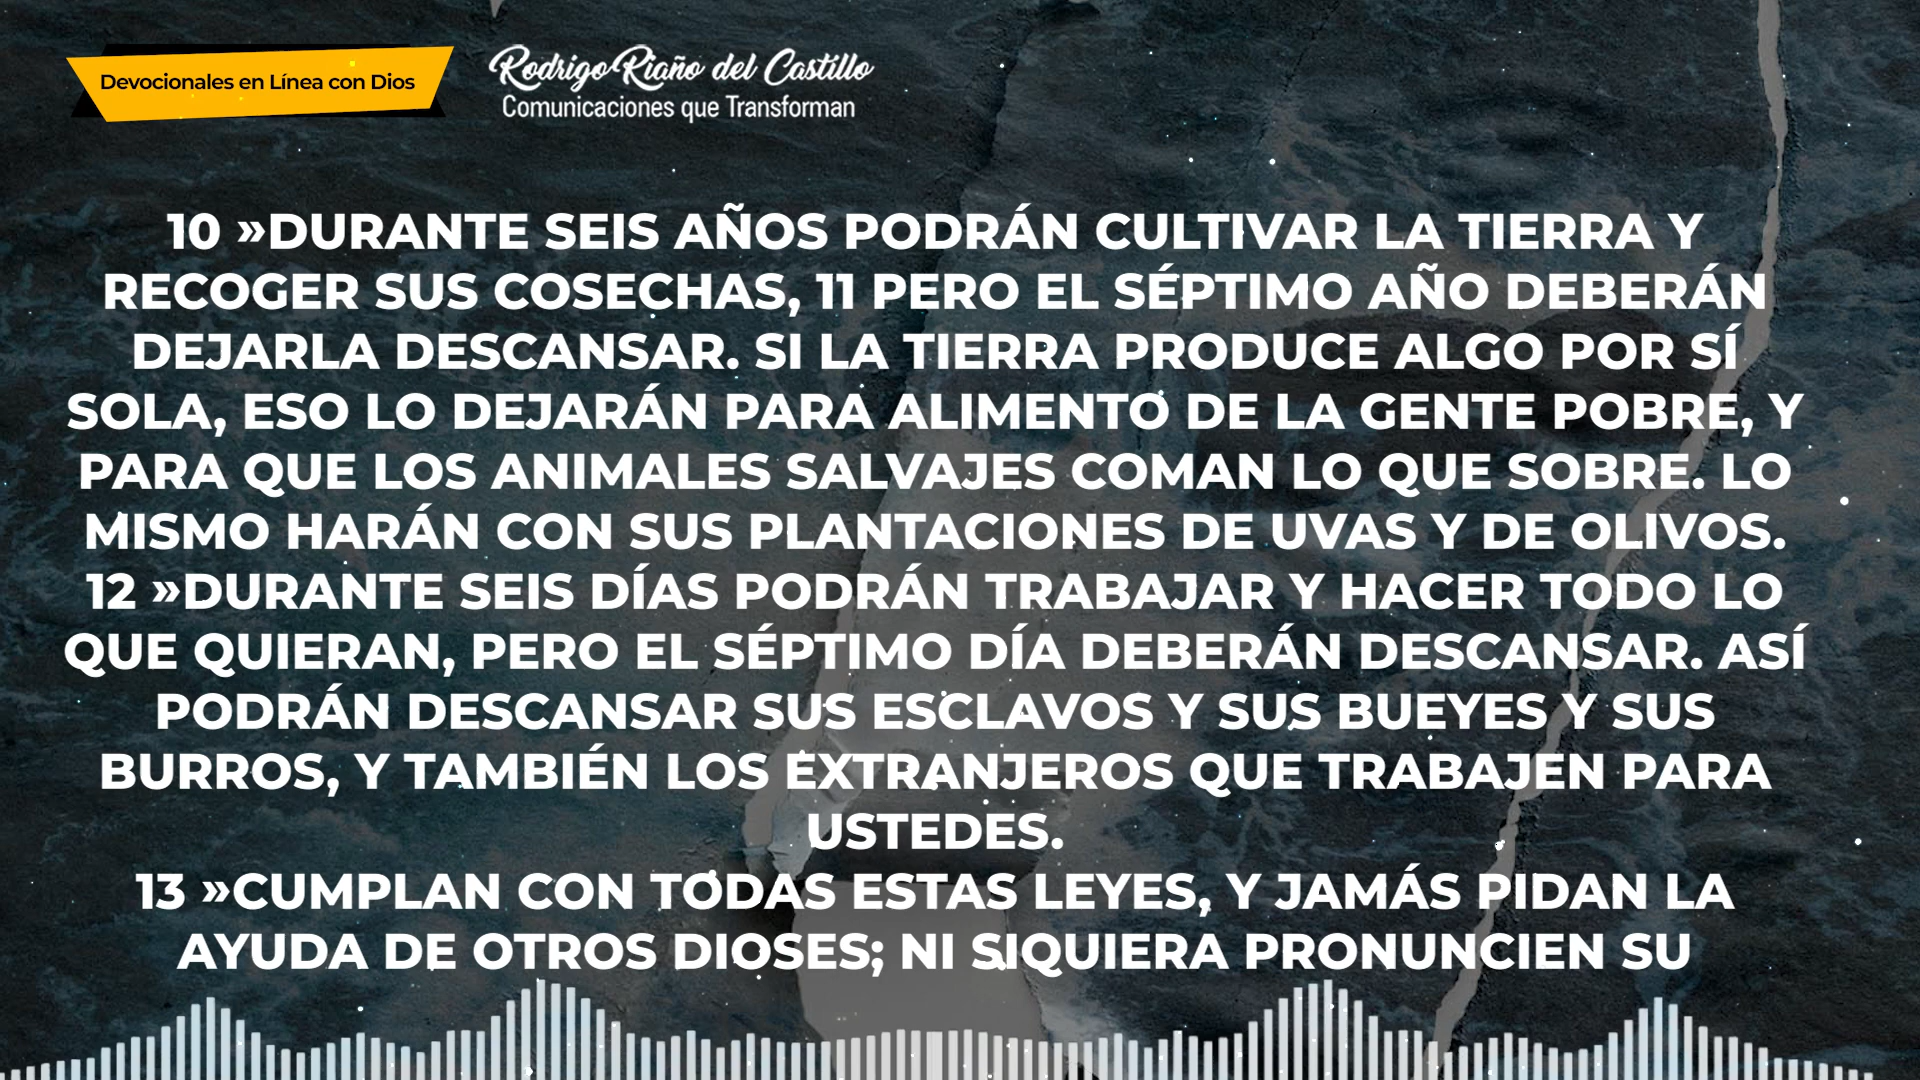 Devocionales en Línea con Dios
Rodrigo Riaño del Castillo
Comunicaciones que Transforman
10 »DURANTE SEIS AÑOS PODRÁN CULTIVAR LA TIERRA Y
RECOGER SUS COSECHAS, 11 PERO EL SÉPTIMO AÑO DEBERÁN
DEJARLA DESCANSAR. SI LA TIERRA PRODUCE ALGO POR SÍ
SOLA, ESO LO DEJARÁN PARA ALIMENTO DE LA GENTE POBRE, Y
PARA QUE LOS ANIMALES SALVAJES COMAN LO QUE SOBRE. LO
MISMO HARÁN CON SUS PLANTACIONES DE UVAS Y DE OLIVOS.
12 »DURANTE SEIS DÍAS PODRÁN TRABAJAR Y HACER TODO LO
QUE QUIERAN, PERO EL SÉPTIMO DÍA DEBERÁN DESCANSAR. ASÍ
PODRÁN DESCANSAR SUS ESCLAVOS Y SUS BUEYES Y SUS
BURROS, Y TAMBIÉN LOS EXTRANJEROS QUE TRABAJEN PARA
USTEDES.
13 »CUMPLAN CON TODAS ESTAS LEYES, Y JAMÁS PIDAN LA
AYUDA DE OTROS DIOSES; NI SIQUIERA PRONUNCIEN SU